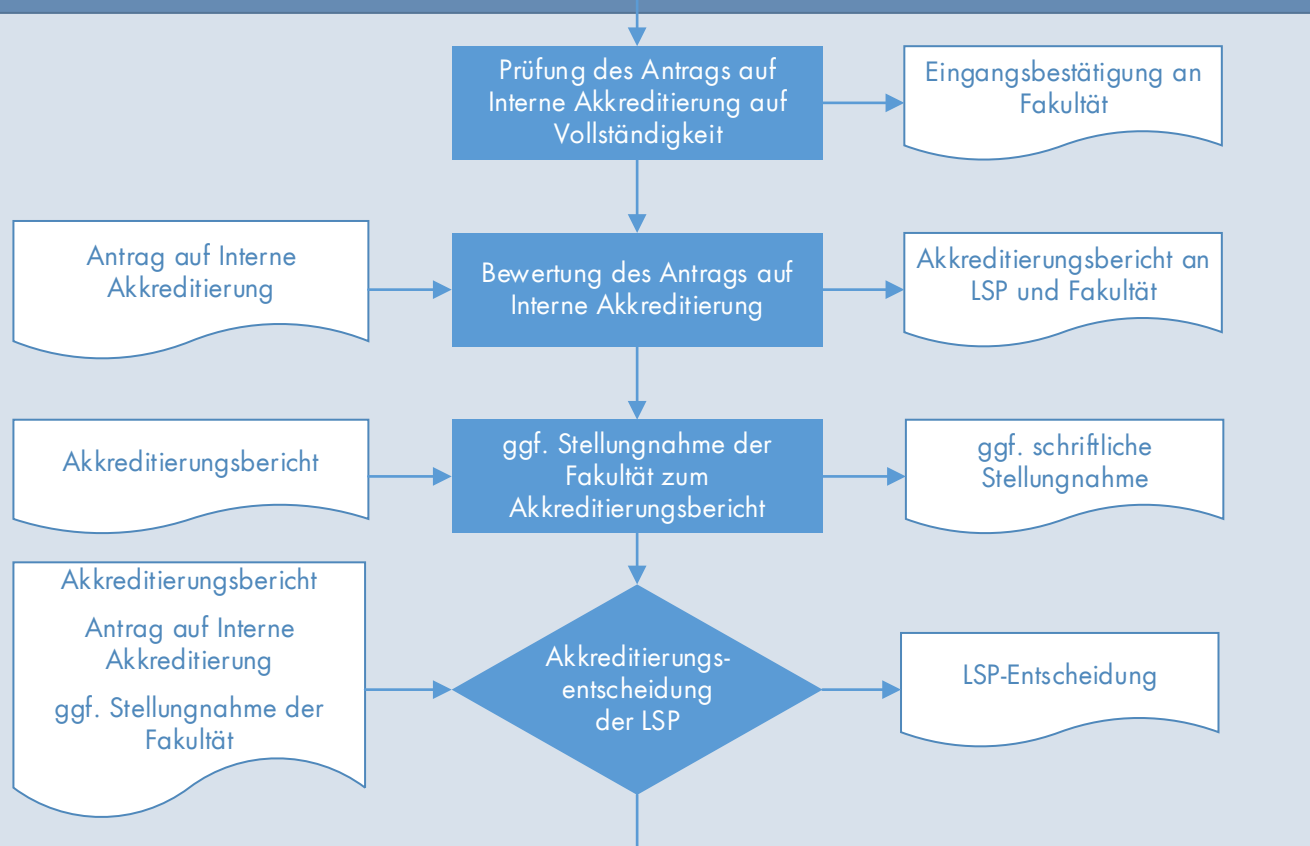 Prüfung des Antrags auf
Interne Akkreditierung auf
Vollständigkeit
Eingangsbestätigung an
Fakultät
Antrag auf Interne
Akkreditierung
Bewertung des Antrags auf
Interne Akkreditierung
Akkreditierungsbericht an
LSP und Fakultät
Akkreditierungsbericht
ggf. Stellungnahme der
Fakultät zum
Akkreditierungsbericht
ggf. schriftliche
Stellungnahme
Akkreditierungsbericht
Antrag auf Interne
Akkreditierung
ggf. Stellungnahme der
Fakultät
Akkreditierungs-
entscheidung
der LSP
LSP-Entscheidung